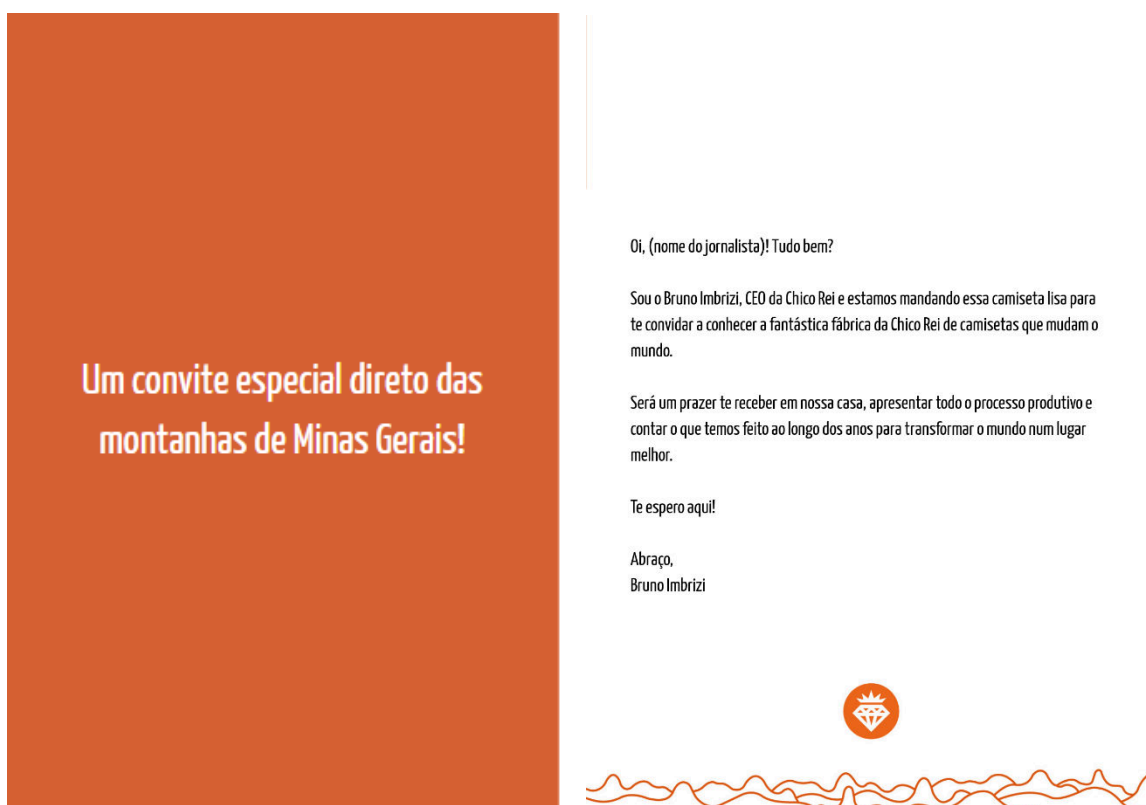 Um convite especial direto das
montanhas de Minas Gerais!
Oi, (nome do jornalista)! Tudo bem?
Sou o Bruno Imbrizi, CEO da Chico Rei e estamos mandando essa camiseta lisa para
te convidar a conhecer a fantástica fábrica da Chico Rei de camisetas que mudam o
mundo.
Será um prazer te receber em nossa casa, apresentar todo o processo produtivo e
contar o que temos feito ao longo dos anos para transformar o mundo num lugar
melhor.
Te espero aqui!
Abraço,
Bruno Imbrizi